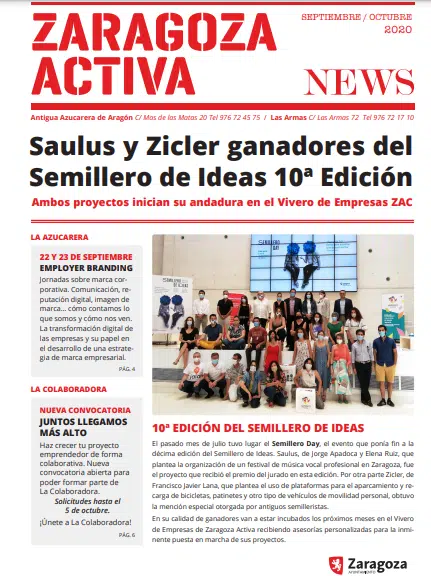 ZARAGOZA
ACTIVA
SEPTIEMBRE / OCTUBRE
2020
NEWS
Antigua Azucarera de Aragón C/ Mas de las Matas 20 Tel 976 72 45 75 / Las Armas C/ Las Armas 72 Tel 976 72 17 10
Saulus y Zicler ganadores del
Semillero de Ideas 10ª Edición
Ambos proyectos inician su andadura en el Vivero de Empresas ZAC
LA AZUCARERA
22 Y 23 DE SEPTIEMBRE
EMPLOYER BRANDING
Jornadas sobre marca cor-
porativa. Comunicación, re-
putación digital, imagen de
marca... cómo contamos lo
que somos y cómo nos ven.
La transformación digital de
las empresas y su papel en
el desarrollo de una estrate-
gia de marca empresarial.
PÁG. 4
LA COLABORADORA
NUEVA CONVOCATORIA
JUNTOS LLEGAMOS
MÁS ALTO
Haz crecer tu proyecto
emprendedor de forma
colaborativa. Nueva
convocatoria abierta para
poder formar parte de
La Colaboradora.
Solicitudes hasta el
5 de octubre.
¡Únete a La Colaboradora!
PÁG. 6
SEMILLERO
DE IDEAS
10ª EDICIÓN DEL SEMILLERO DE IDEAS
El pasado mes de julio tuvo lugar el Semillero Day, el evento que ponía fin a la
décima edición del Semillero de Ideas. Saulus, de Jorge Apadoca y Elena Ruiz, que
plantea la organización de un festival de música vocal profesional en Zaragoza, fue
el proyecto que recibió el premio del jurado en esta edición. Por otra parte Zicler, de
Francisco Javier Lana, que plantea el uso de plataformas para el aparcamiento y re-
carga de bicicletas, patinetes y otro tipo de vehículos de movilidad personal, obtuvo
la mención especial otorgada por antiguos semilleristas.
En su calidad de ganadores van a estar incubados los próximos meses en el Vivero
de Empresas de Zaragoza Activa recibiendo asesorías personalizadas para la inmi-
nente puesta en marcha de sus proyectos.
Zaragoza
AYUNTAMIENTO